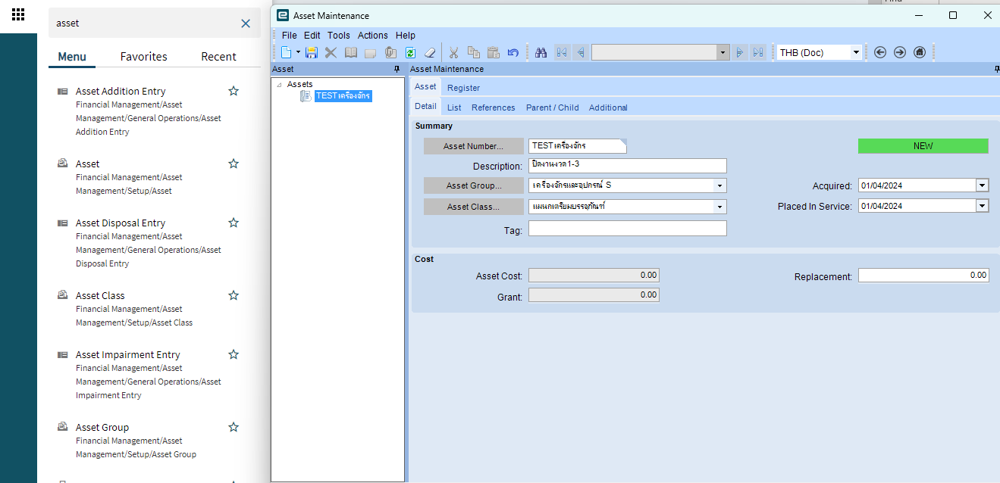 asset
Menu Favorites Recent
Asset Addition Entry
Financial Management/Asset
Management/General Operations/Asset
Addition Entry
Asset
Financial Management/Asset
Management/Setup/Asset
Asset Disposal Entry
Financial Management/Asset
Management/General Operations/Asset
Disposal Entry
Asset Class
Financial Management/Asset
Management/Setup/Asset Class
Asset Impairment Entry
Financial Management/Asset
Management/General Operations/Asset
Impairment Entry
Asset Group
Financial Management/Asset
Management/Setup/Asset Group
Asset Maintenance
File Edit Tools Actions Help
THB (Doc)
Asset
Assets
TESTเครื่องจักร
Asset Maintenance
Asset Register
Detail List References Parent / Child Additional
Summary
Asset Number... TESTเครื่องจักร NEW
Description: ปิดงานงวด1-3
Asset Group... เครื่องจักรและอุปกรณ์ S Acquired: 01/04/2024
Asset Class... แผนกเตรียมบรรจุภัณฑ์ Placed In Service: 01/04/2024
Tag:
Cost
Asset Cost: 0.00 Replacement: 0.00
Grant: 0.00